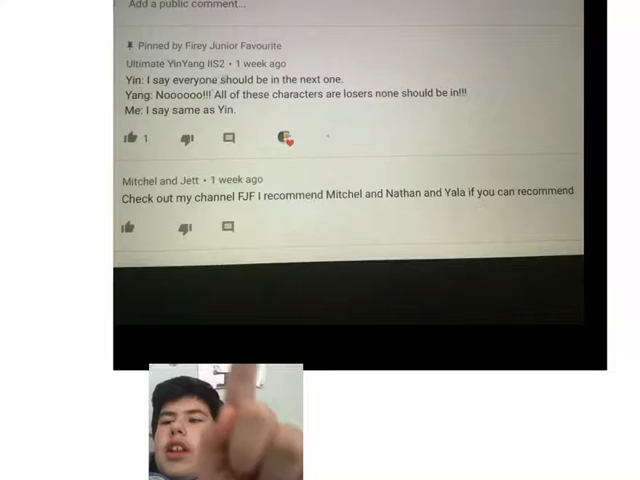 Add a public comment...
Pinned by Firey Junior Favourite
Ultimate YinYang IIS2 • 1 week ago
Yin: I say everyone should be in the next one.
Yang: Noooooo!!! All of these characters are losers none should be in!!!
Me: I say same as Yin.
1
Mitchel and Jett • 1 week ago
Check out my channel FJF I recommend Mitchel and Nathan and Yala if you can recommend